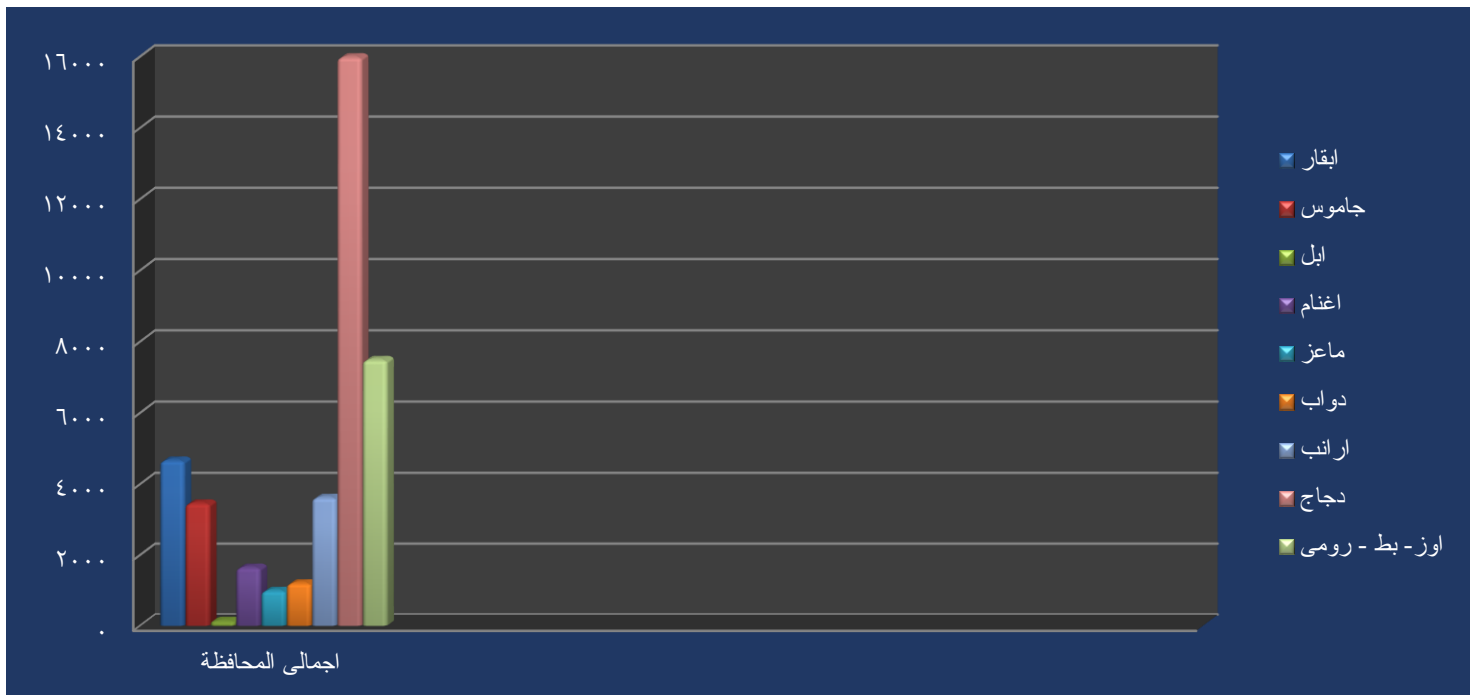 ١٦٠٠٠
١٤٠٠٠
١٢٠٠٠
١٠٠٠٠
٨٠٠٠
٦٠٠٠
٤٠٠٠
٢٠٠٠
٠
اجمالى المحافظة
ابقار
جاموس
ابل
اغنام
ماعز
دواب
ارانب
دجاج
اوز- بط - رومى